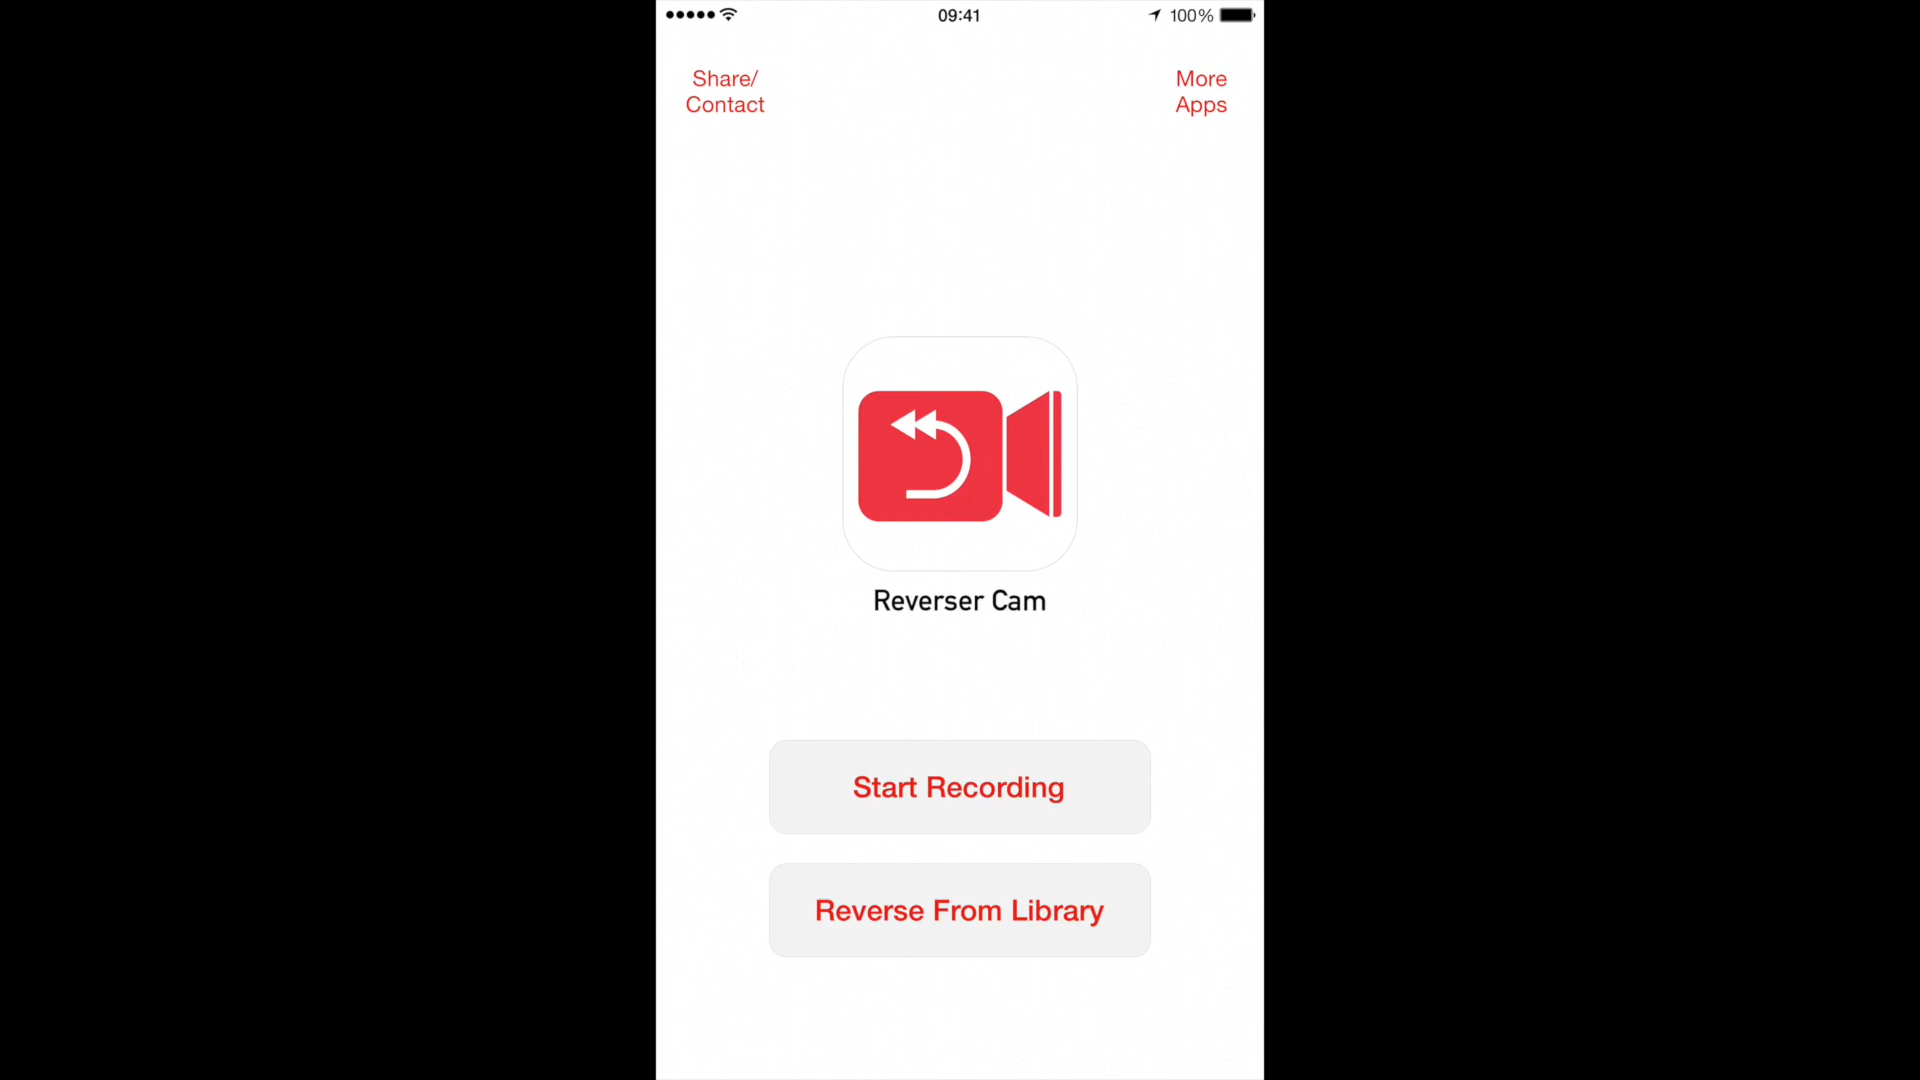 09:41
100%
Share/
Contact
More
Apps
Reverser Cam
Start Recording
Reverse From Library